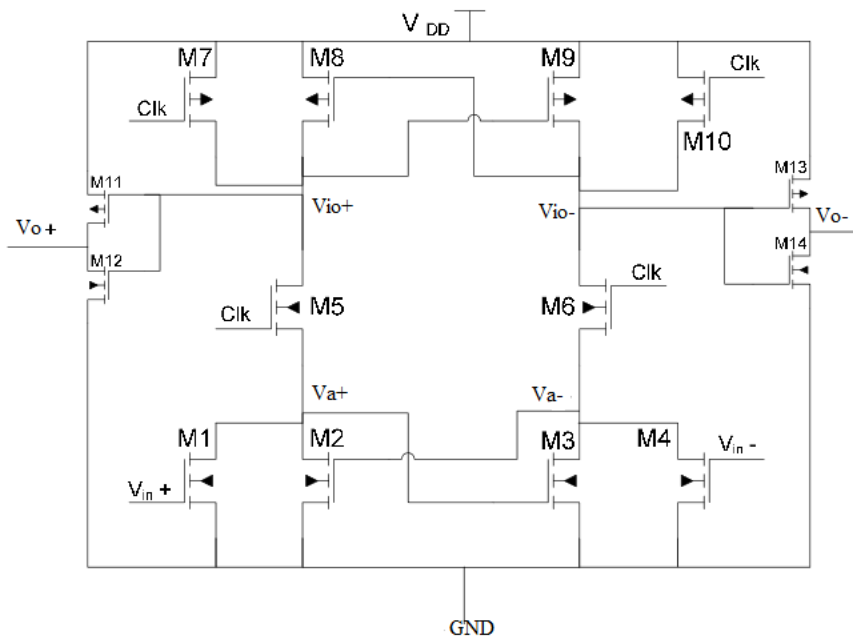 V DD
M7
M8
M9
Clk
Clk
M10
M11
M13
Vio+
Vio-
Vo +
Vo-
M12
M14
Clk
Clk
M5
M6
Va+
Va-
M1
M2
M3
M4
Vin -
Vin +
GND